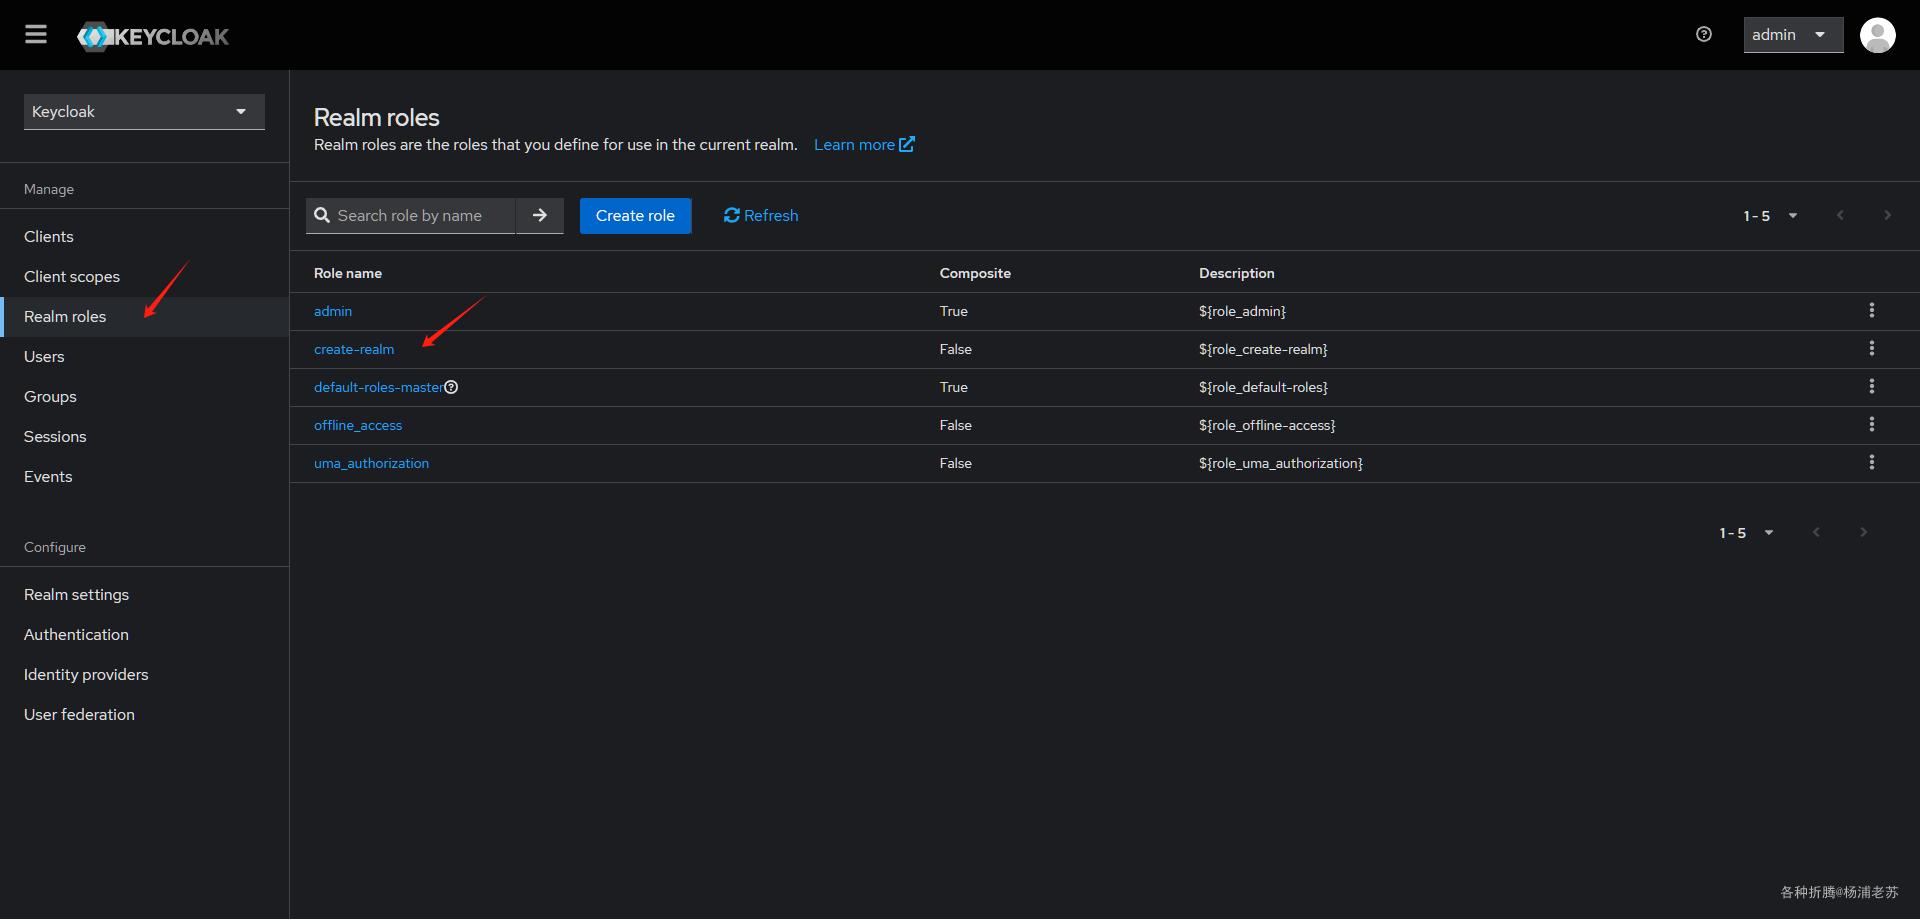 KEYCLOAK
admin
Keycloak
Manage
Clients
Client scopes
Realm roles
Users
Groups
Sessions
Events
Configure
Realm settings
Authentication
Identity providers
User federation
Realm roles
Realm roles are the roles that you define for use in the current realm. Learn more
Search role by name Create role Refresh 1 - 5
Role name Composite Description
admin True ${role_admin}
create-realm False ${role_create-realm}
default-roles-master True ${role_default-roles}
offline_access False ${role_offline-access}
uma_authorization False ${role_uma_authorization}
1 - 5
各种折腾@杨浦老苏